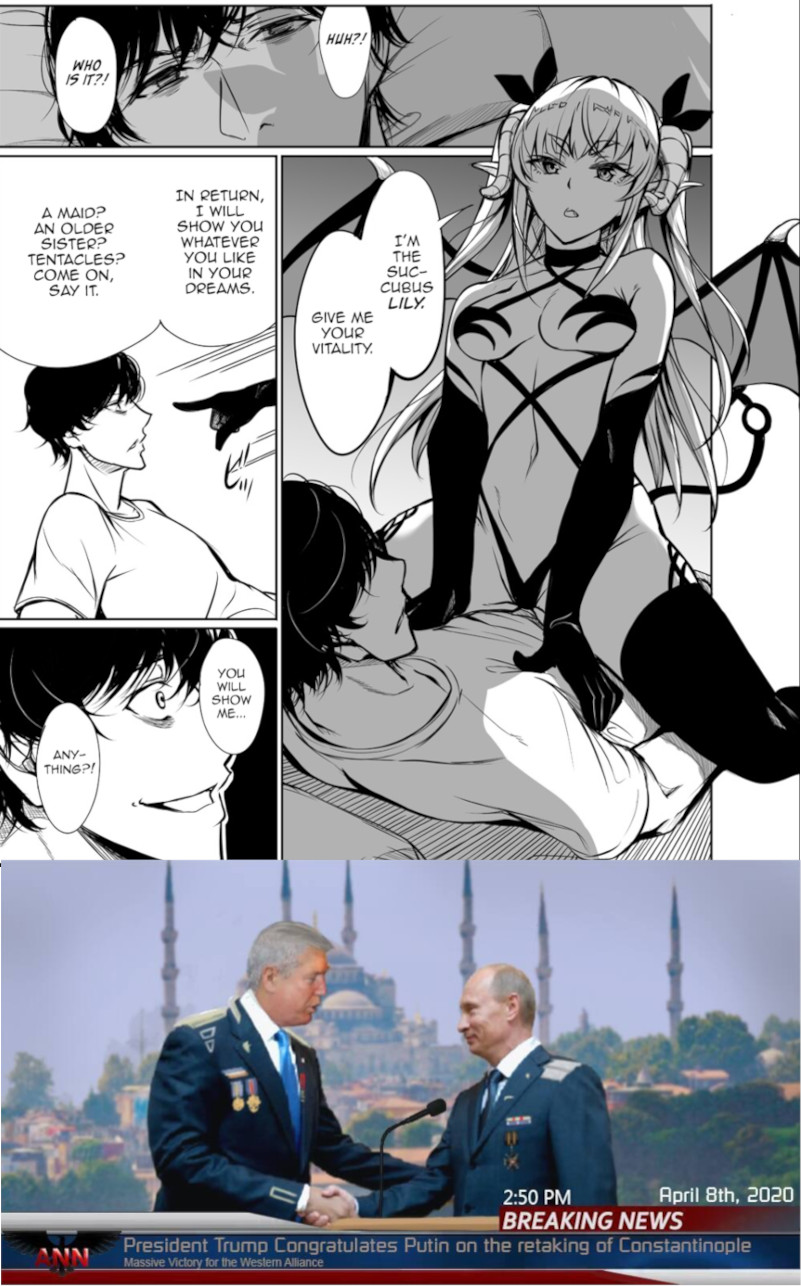 HUH?!
WHO
IS IT?!
I'M
THE
SUC-
CUBUS
LILY.
GIVE ME
YOUR
VITALITY.
IN RETURN,
I WILL
SHOW YOU
WHATEVER
YOU LIKE
IN YOUR
DREAMS.
A MAID?
AN OLDER
SISTER?
TENTACLES?
COME ON,
SAY IT.
YOU
WILL
SHOW
ME...
ANY-
THING?!
2:50 PM
April 8th, 2020
BREAKING NEWS
ANN
President Trump Congratulates Putin on the retaking of Constantinople
Massive Victory for the Western Alliance